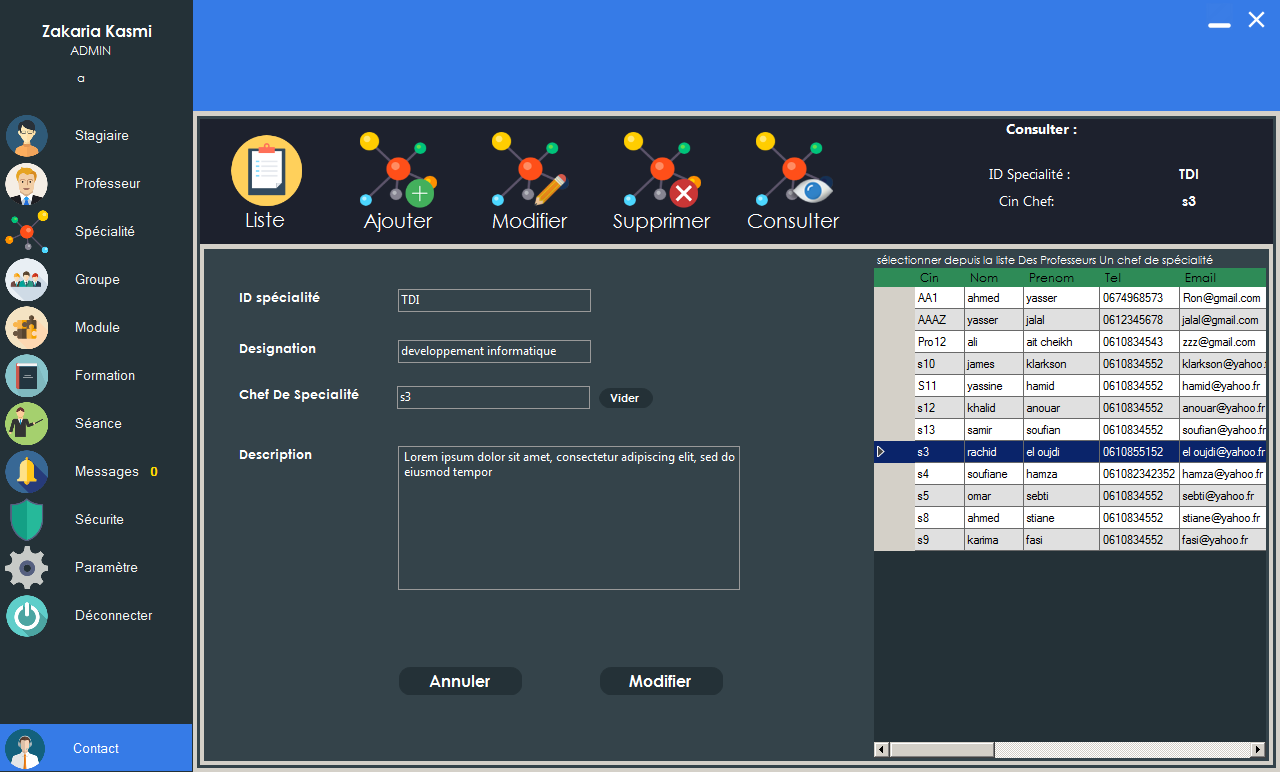 Zakaria Kasmi
ADMIN
a
Stagiaire
Professeur
Spécialité
Groupe
Module
Formation
Séance
Messages 0
Sécurite
Paramètre
Déconnecter
Contact
Liste
Ajouter
Modifier
Supprimer
Consulter
Consulter :
ID Specialité : TDI
Cin Chef: s3
ID spécialité TDI
Designation developpement informatique
Chef De Specialité s3 Vider
Description
Lorem ipsum dolor sit amet, consectetur adipiscing elit, sed do
eiusmod tempor
Annuler Modifier
sélectionner depuis la liste Des Professeurs Un chef de spécialité
Cin Nom Prenom Tel Email
AA1 ahmed yasser 0674968573 Ron@gmail.com
AAAZ yasser jalal 0612345678 jalal@gmail.com
Pro12 ali ait cheikh 0610834543 zzz@gmail.com
s10 james klarkson 0610834552 klarkson@yahoo.
S11 yassine hamid 0610834552 hamid@yahoo.fr
s12 khalid anouar 0610834552 anouar@yahoo.fr
s13 samir soufian 0610834552 soufian@yahoo.fr
s3 rachid el oujdi 0610855152 el oujdi@yahoo.fr
s4 soufiane hamza 061082342352 hamza@yahoo.fr
s5 omar sebti 0610834552 sebti@yahoo.fr
s8 ahmed stiane 0610834552 stiane@yahoo.fr
s9 karima fasi 0610834552 fasi@yahoo.fr